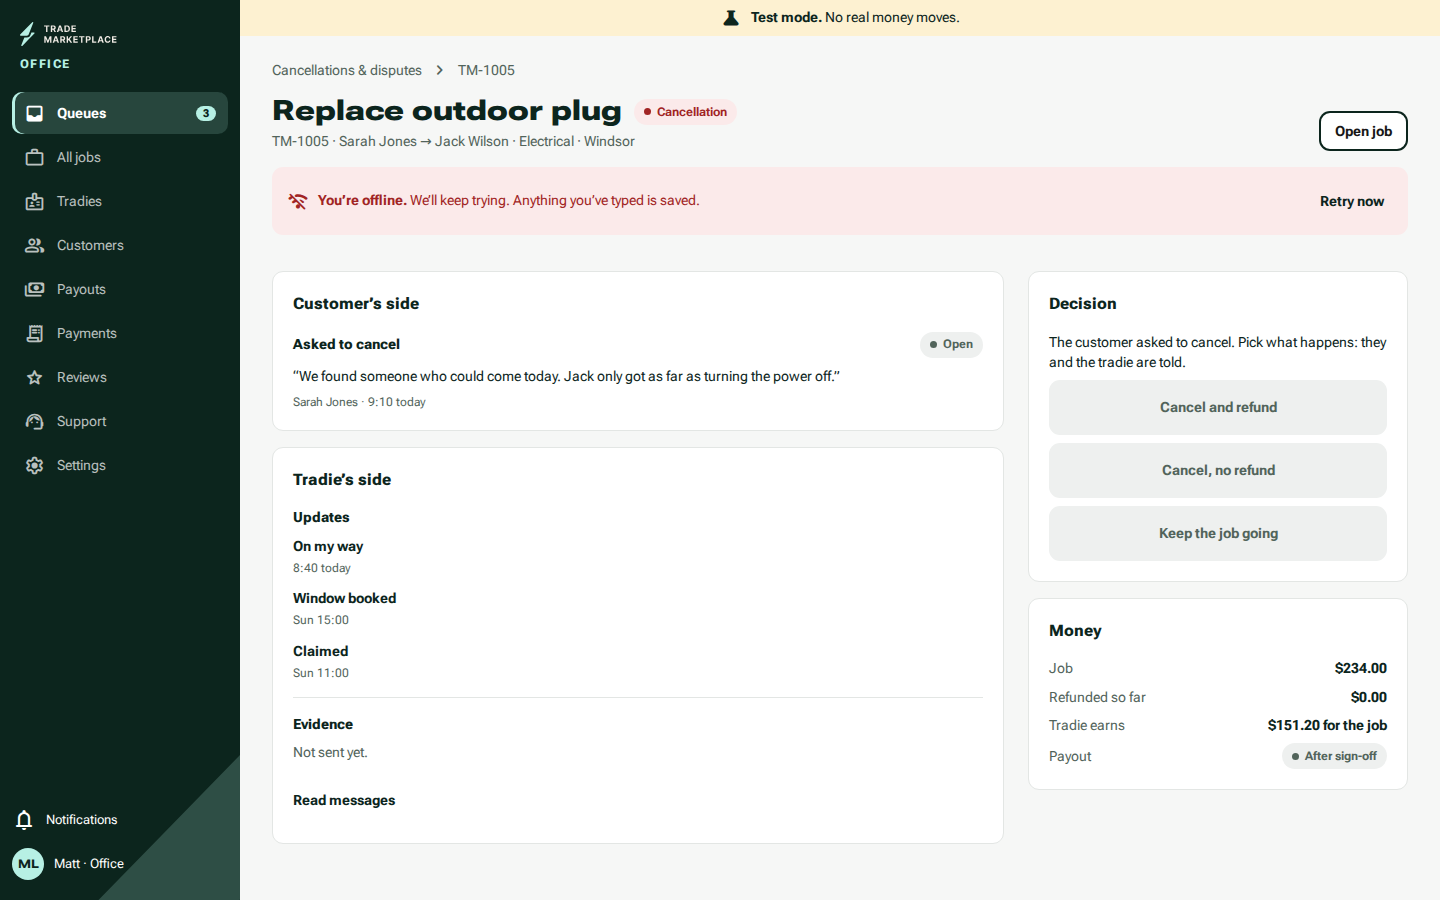 TRADE
MARKETPLACE
OFFICE
Queues 3
All jobs
Tradies
Customers
Payouts
Payments
Reviews
Support
Settings
Notifications
ML Matt · Office
Test mode. No real money moves.
Cancellations & disputes > TM-1005
Replace outdoor plug Cancellation
TM-1005 · Sarah Jones → Jack Wilson · Electrical · Windsor
Open job
You’re offline. We’ll keep trying. Anything you’ve typed is saved.
Retry now
Customer’s side
Asked to cancel Open
“We found someone who could come today. Jack only got as far as turning the power off.”
Sarah Jones · 9:10 today
Tradie’s side
Updates
On my way
8:40 today
Window booked
Sun 15:00
Claimed
Sun 11:00
Evidence
Not sent yet.
Read messages
Decision
The customer asked to cancel. Pick what happens: they
and the tradie are told.
Cancel and refund
Cancel, no refund
Keep the job going
Money
Job $234.00
Refunded so far $0.00
Tradie earns $151.20 for the job
Payout After sign-off